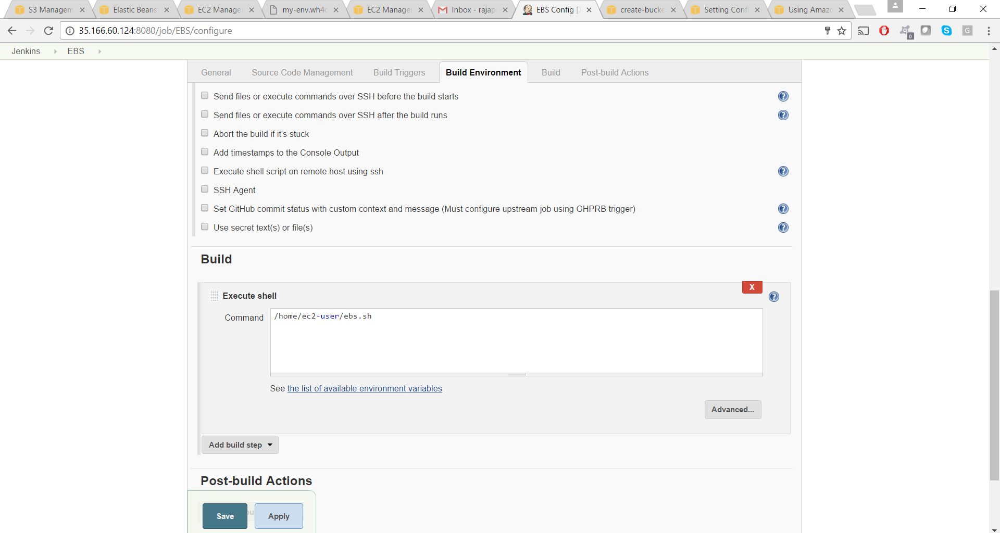 S3 Managem
Elastic Beans
EC2 Manage
my-env.wh4
EC2 Manage
Inbox - rajap
EBS Config [
create-bucke
Setting Conf
Using Amazo
35.166.60.124:8080/job/EBS/configure
0
S
G
Jenkins
EBS
General
Source Code Management
Build Triggers
Build Environment
Build
Post-build Actions
Send files or execute commands over SSH before the build starts
Send files or execute commands over SSH after the build runs
Abort the build if it's stuck
Add timestamps to the Console Output
Execute shell script on remote host using ssh
SSH Agent
Set GitHub commit status with custom context and message (Must configure upstream job using GHPRB trigger)
Use secret text(s) or file(s)
Build
X
Execute shell
Command
/home/ec2-user/ebs.sh
See the list of available environment variables
Advanced...
Add build step
Post-build Actions
Save
Apply